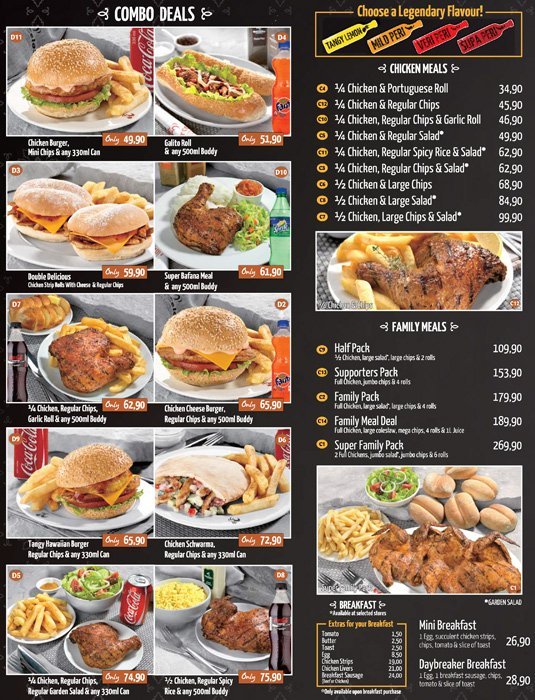 COMBO DEALS
D11
Coca-Cola
Chicken Burger,
Mini Chips & any 330ml Can
Only 49,90
D4
Fanta
Galito Roll
& any 500ml Buddy
Only 51,90
D3
Double Delicious
Chicken Strip Rolls With Cheese & Regular Chips
Only 59,90
D10
Sprite
Super Bafana Meal
& any 500ml Buddy
Only 61,90
D7
¼ Chicken, Regular Chips,
Garlic Roll & any 500ml Buddy
Only 62,90
D2
Fanta
Chicken Cheese Burger,
Regular Chips & any 500ml Buddy
Only 65,90
D9
Coca-Cola
Tangy Hawaiian Burger
Regular Chips & any 330ml Can
Only 65,90
D6
Coca-Cola
Chicken Schwarma,
Regular Chips & any 330ml Can
Only 72,90
D5
Coca-Cola
¼ Chicken, Regular Chips,
Regular Garden Salad & any 330ml Can
Only 74,90
D8
½ Chicken, Regular Spicy
Rice & any 500ml Buddy
Only 75,90
Choose a Legendary Flavour!
TANGY LEMON
MILD PERI
VERI PERI
SUPA PERI
CHICKEN MEALS
C4 ¼ Chicken & Portuguese Roll 34,90
C12 ¼ Chicken & Regular Chips 45,90
C10 ¼ Chicken, Regular Chips & Garlic Roll 46,90
C5 ¼ Chicken & Regular Salad* 49,90
C11 ¼ Chicken, Regular Spicy Rice & Salad* 62,90
C3 ¼ Chicken, Regular Chips & Salad* 62,90
C6 ½ Chicken & Large Chips 68,90
C8 ½ Chicken & Large Salad* 84,90
C7 ½ Chicken, Large Chips & Salad* 99,90
¼ Chicken & Chips
C12
FAMILY MEALS
C9 Half Pack 109,90
½ Chicken, large salad*, large chips & 2 rolls
C13 Supporters Pack 153,90
Full Chicken, jumbo chips & 4 rolls
C2 Family Pack 179,90
Full Chicken, large salad*, large chips & 4 rolls
C14 Family Meal Deal 189,90
Full Chicken, large coleslaw, mega chips, 4 rolls & 1L Juice
C1 Super Family Pack 269,90
2 Full Chickens, jumbo salad*, jumbo chips & 6 rolls
C1
*GARDEN SALAD
BREAKFAST
*Available at selected stores
Extras for your Breakfast
Tomato 1,50
Butter 2,50
Toast 2,50
Egg 8,50
Chicken Strips 19,00
Chicken Livers 21,00
Breakfast Sausage 24,00
(Beef or Chicken)
*Only available upon breakfast purchase
Mini Breakfast
1 Egg, succulent chicken strips,
chips, tomato & slice of toast 26,90
Daybreaker Breakfast
1 Egg, 1 breakfast sausage, chips,
tomato & slice of toast 28,90